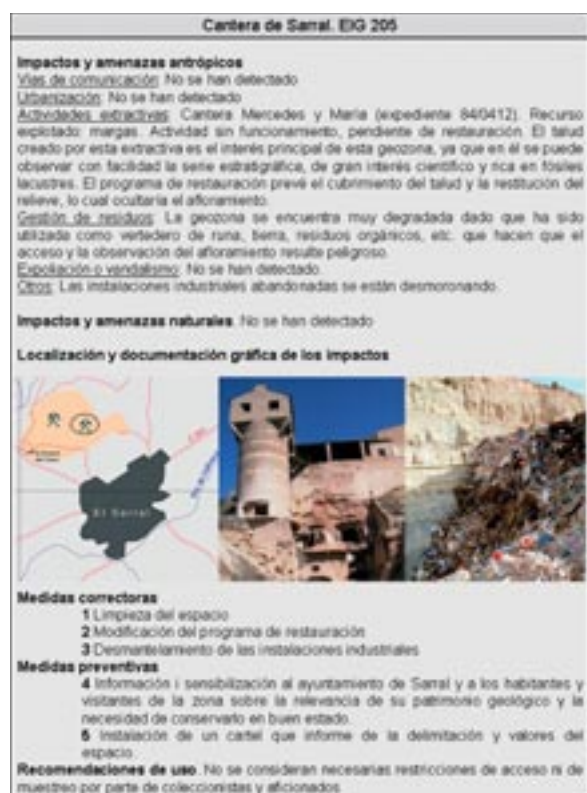 Cantera de Sarral. EIG 205
Impactos y amenazas antrópicos
Vías de comunicación: No se han detectado
Urbanización: No se han detectado
Actividades extractivas: Cantera Mercedes y María (expediente 84/0412). Recurso
explotado: margas. Actividad sin funcionamiento, pendiente de restauración. El talud
creado por esta extractiva es el interés principal de esta geozona, ya que en él se puede
observar con facilidad la serie estratigráfica, de gran interés científico y rica en fósiles
lacustres. El programa de restauración prevé el cubrimiento del talud y la restitución del
relieve, lo cual ocultaría el afloramiento.
Gestión de residuos: La geozona se encuentra muy degradada dado que ha sido
utilizada como vertedero de runa, tierra, residuos orgánicos, etc. que hacen que el
acceso y la observación del afloramiento resulte peligroso.
Expoliación o vandalismo: No se han detectado.
Otros: Las instalaciones industriales abandonadas se están desmoronando.
Impactos y amenazas naturales. No se han detectado
Localización y documentación gráfica de los impactos
El Sarral
Medidas correctoras
1 Limpieza del espacio
2 Modificación del programa de restauración
3 Desmantelamiento de las instalaciones industriales
Medidas preventivas
4 Información i sensibilización al ayuntamiento de Sarral y a los habitantes y
visitantes de la zona sobre la relevancia de su patrimonio geológico y la
necesidad de conservarlo en buen estado.
5 Instalación de un cartel que informe de la delimitación y valores del
espacio.
Recomendaciones de uso. No se consideran necesarias restricciones de acceso ni de
muestreo por parte de coleccionistas y aficionados